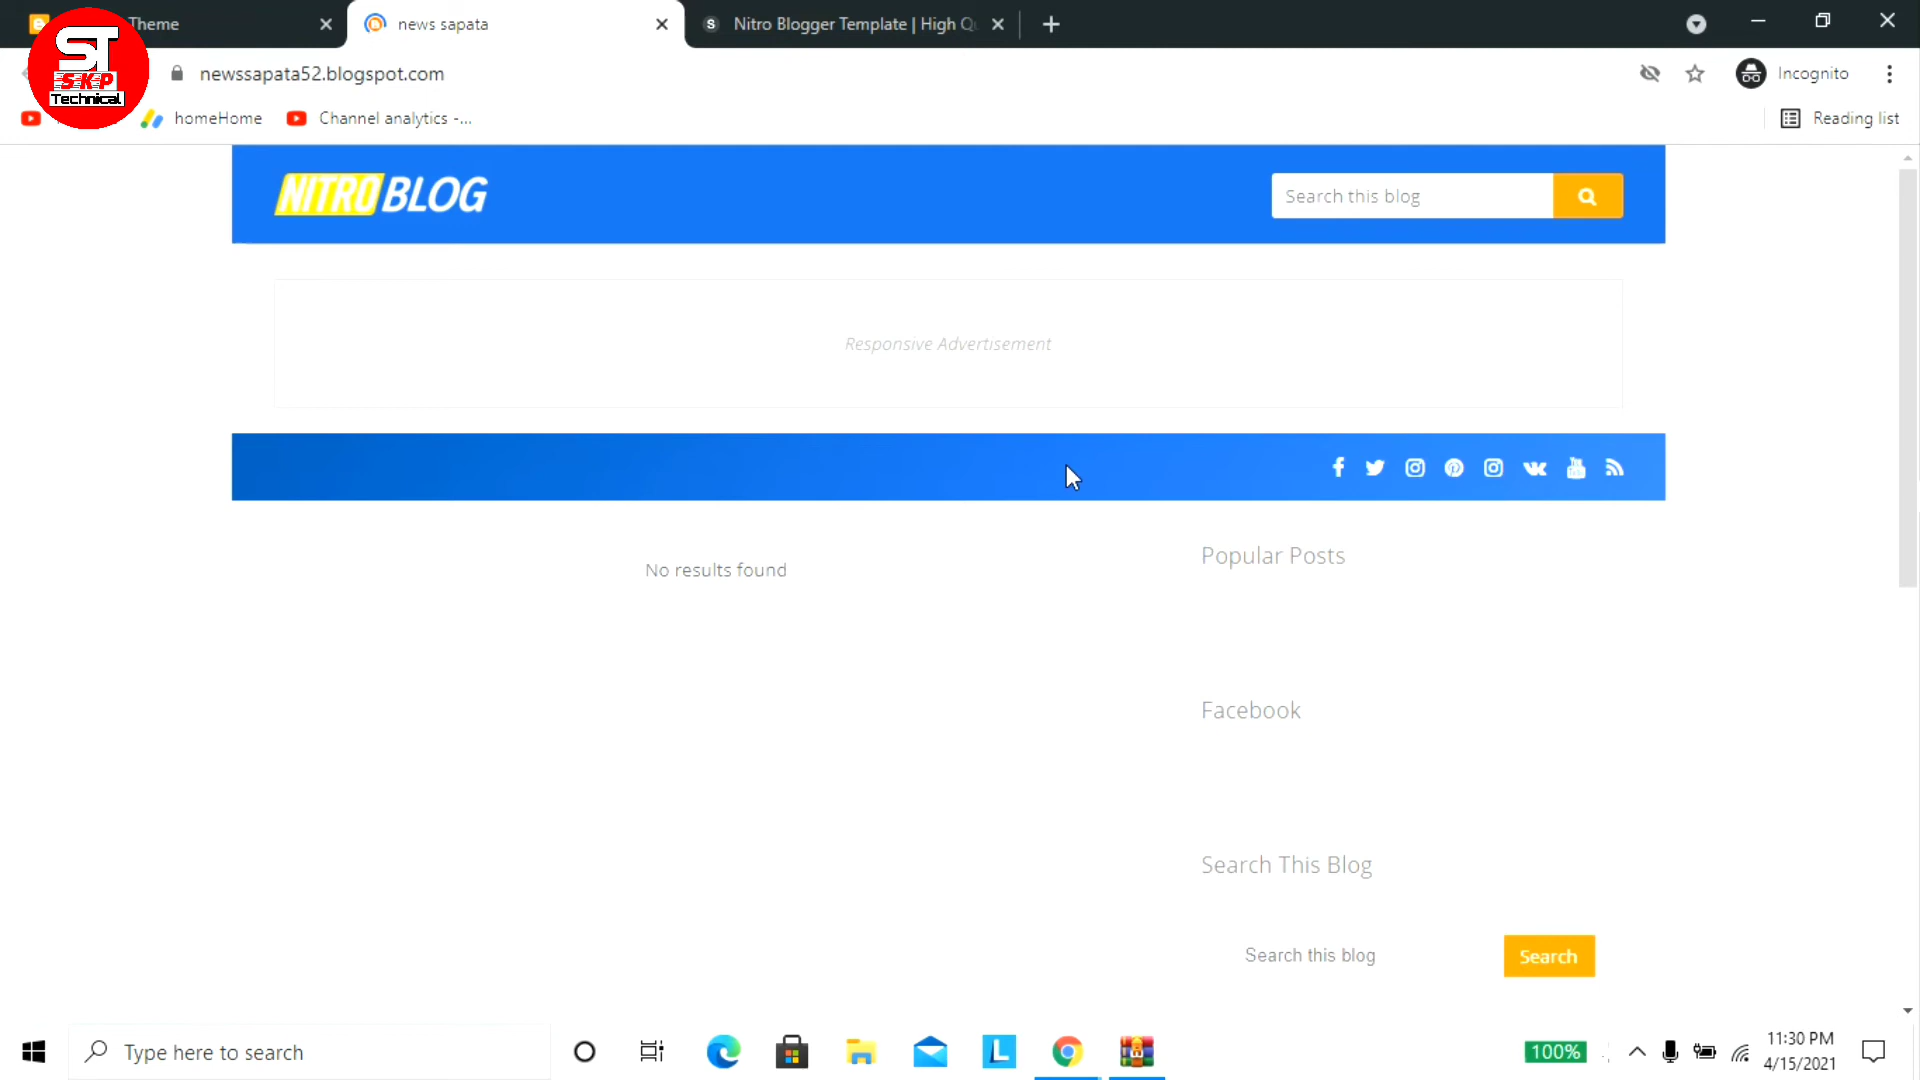 Theme
news sapata
Nitro Blogger Template | High Qu
ST
SKP
Technical
newssapata52.blogspot.com
Incognito
homeHome
Channel analytics -...
Reading list
NITRO BLOG
Search this blog
Responsive Advertisement
No results found
Popular Posts
Facebook
Search This Blog
Search this blog
Search
Type here to search
L
100%
11:30 PM
4/15/2021